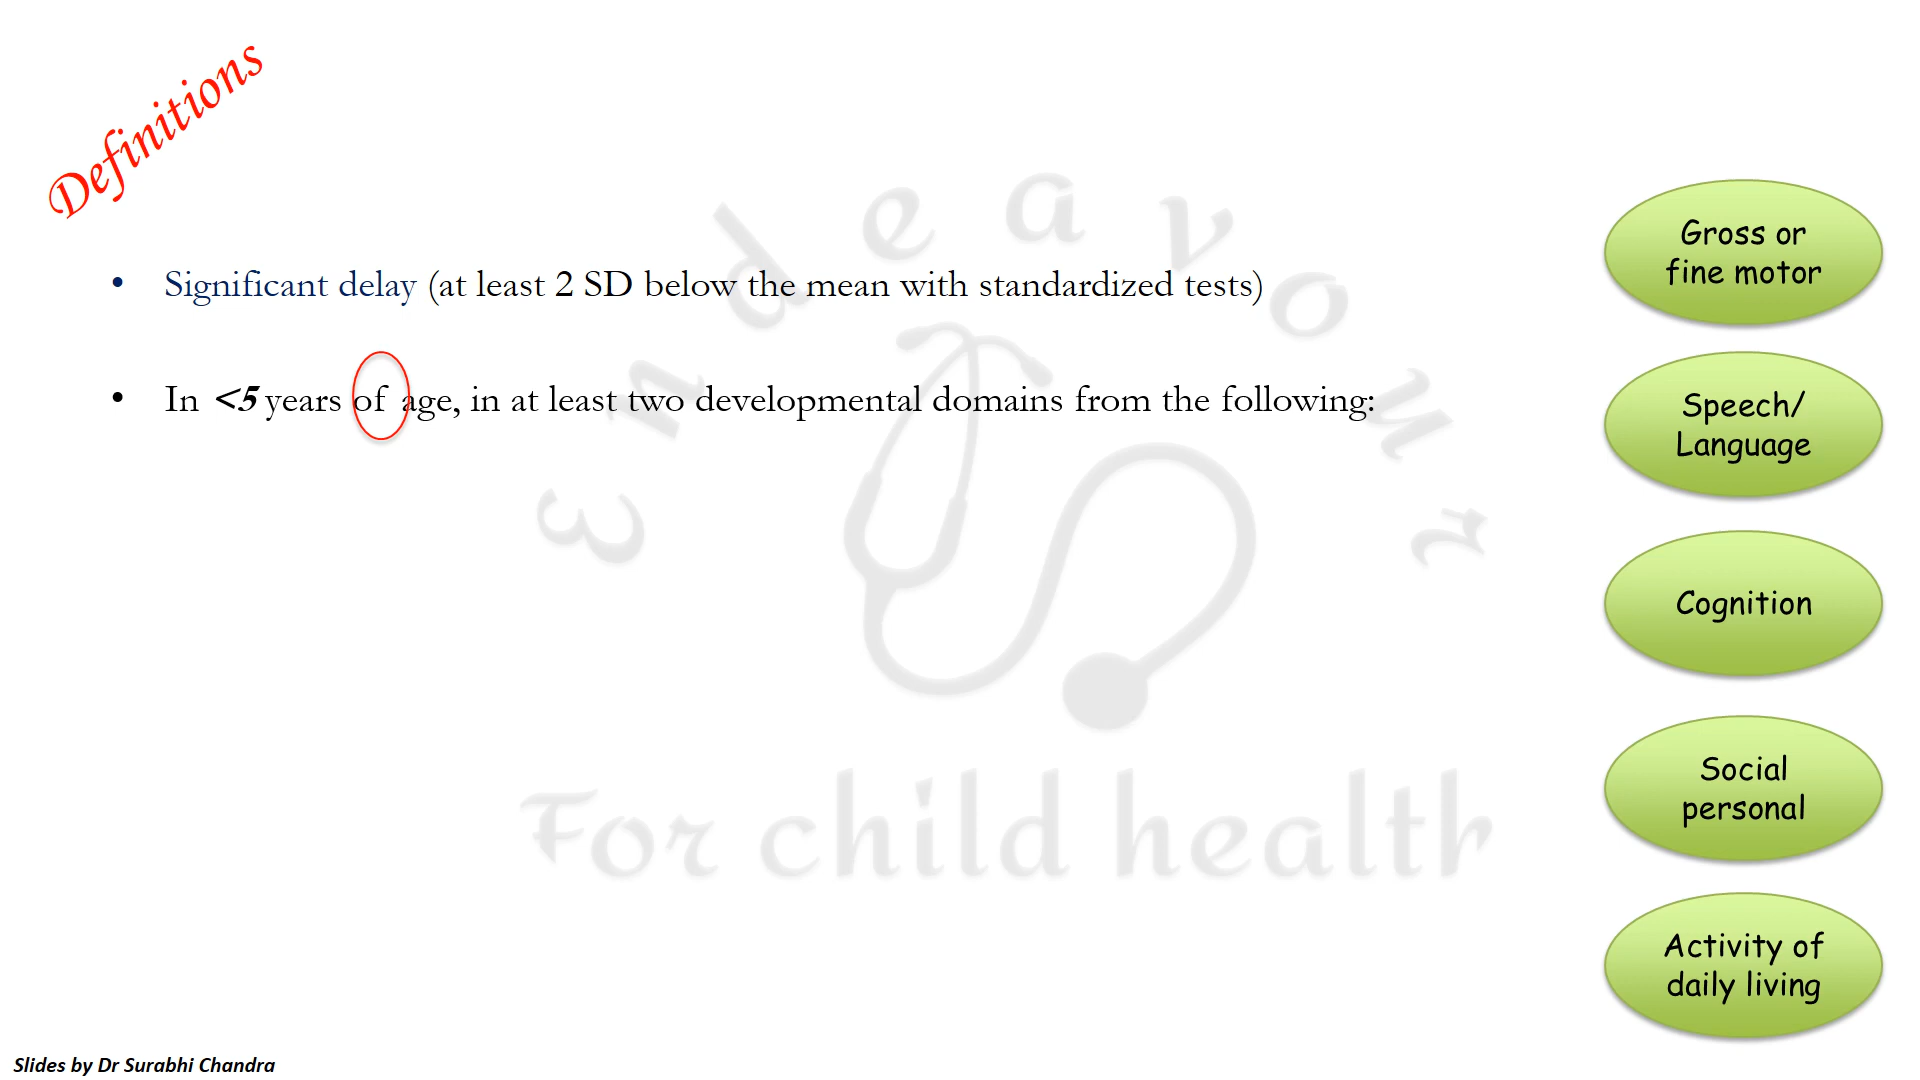 Definitions
• Significant delay (at least 2 SD below the mean with standardized tests)
• In <5 years of age, in at least two developmental domains from the following:
Gross or
fine motor
Speech/
Language
Cognition
Social
personal
Activity of
daily living
Endeavour
For child health
Slides by Dr Surabhi Chandra